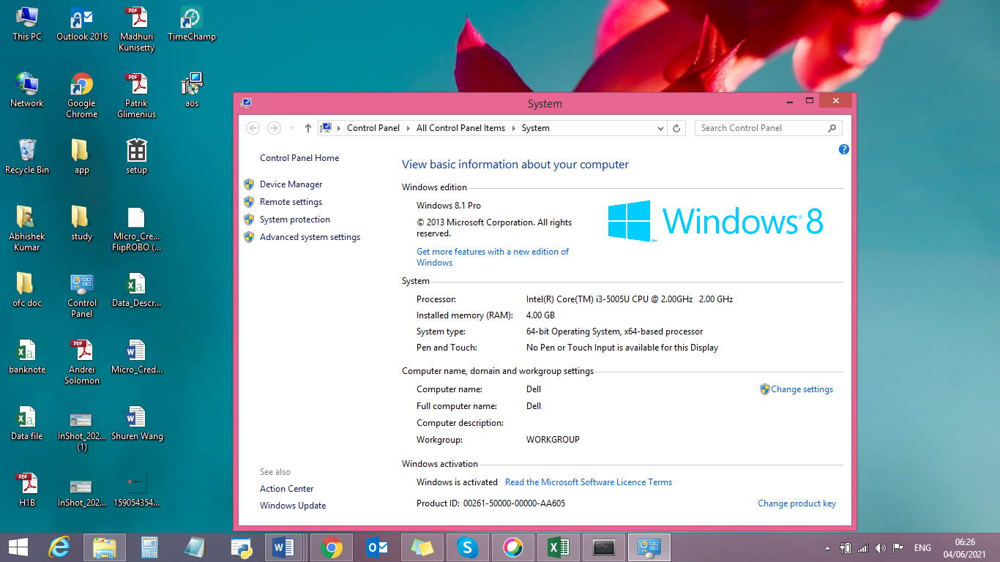 This PC
Outlook 2016
Madhuri
Kunisetty
TimeChamp
Network
Google
Chrome
Patrik
Glimenius
aos
Recycle Bin
app
setup
Abhishek
Kumar
study
MIcro_Cre...
FlipROBO (...
ofc doc
Control
Panel
Data_Descr...
banknote
Andrei
Solomon
Micro_Cred...
Data file
InShot_202...
(1)
Shuren Wang
H1B
InShot_202...
159054354...
System
Control Panel
All Control Panel Items
System
Search Control Panel
Control Panel Home
Device Manager
Remote settings
System protection
Advanced system settings
See also
Action Center
Windows Update
View basic information about your computer
Windows edition
Windows 8.1 Pro
© 2013 Microsoft Corporation. All rights
reserved.
Get more features with a new edition of
Windows
Windows® 8
System
Processor: Intel(R) Core(TM) i3-5005U CPU @ 2.00GHz 2.00 GHz
Installed memory (RAM): 4.00 GB
System type: 64-bit Operating System, x64-based processor
Pen and Touch: No Pen or Touch Input is available for this Display
Computer name, domain and workgroup settings
Computer name: Dell
Change settings
Full computer name: Dell
Computer description:
Workgroup: WORKGROUP
Windows activation
Windows is activated Read the Microsoft Software Licence Terms
Product ID: 00261-50000-00000-AA605
Change product key
ENG
06:26
04/06/2021